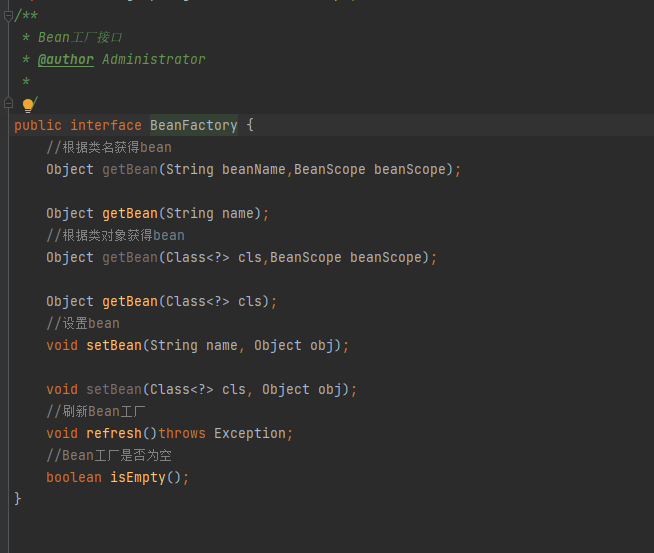 /**
 * Bean工厂接口
 * @author Administrator
 *
 */
public interface BeanFactory {
    //根据类名获得bean
    Object getBean(String beanName,BeanScope beanScope);

    Object getBean(String name);
    //根据类对象获得bean
    Object getBean(Class<?> cls,BeanScope beanScope);

    Object getBean(Class<?> cls);
    //设置bean
    void setBean(String name, Object obj);

    void setBean(Class<?> cls, Object obj);
    //刷新Bean工厂
    void refresh()throws Exception;
    //Bean工厂是否为空
    boolean isEmpty();
}